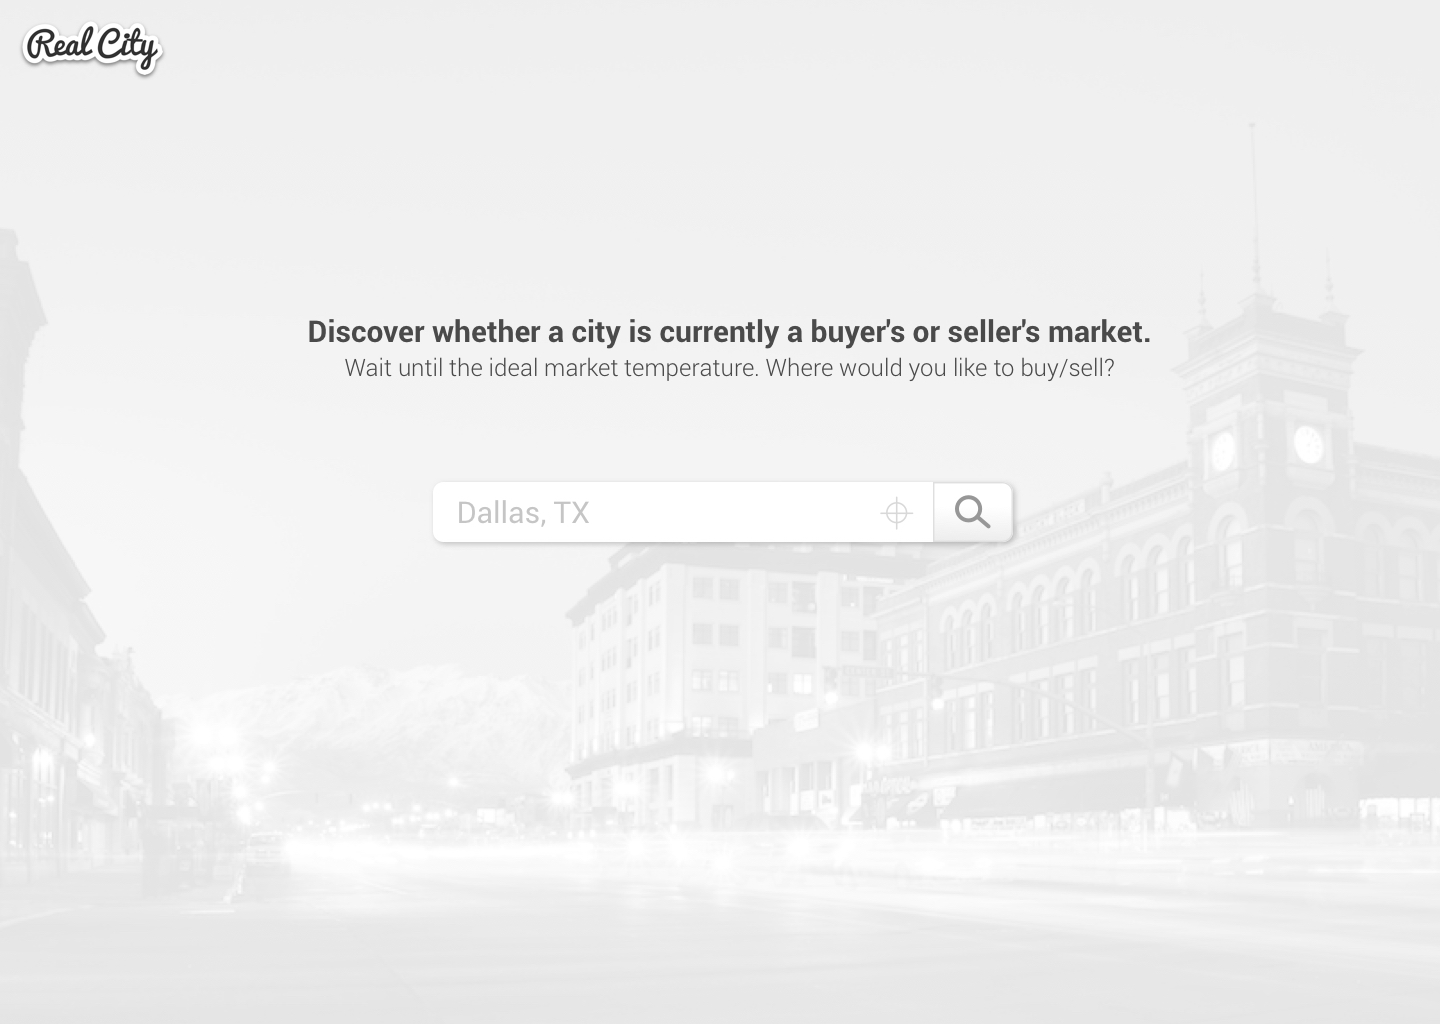 Real City
Discover whether a city is currently a buyer's or seller's market.
Wait until the ideal market temperature. Where would you like to buy/sell?
Dallas, TX